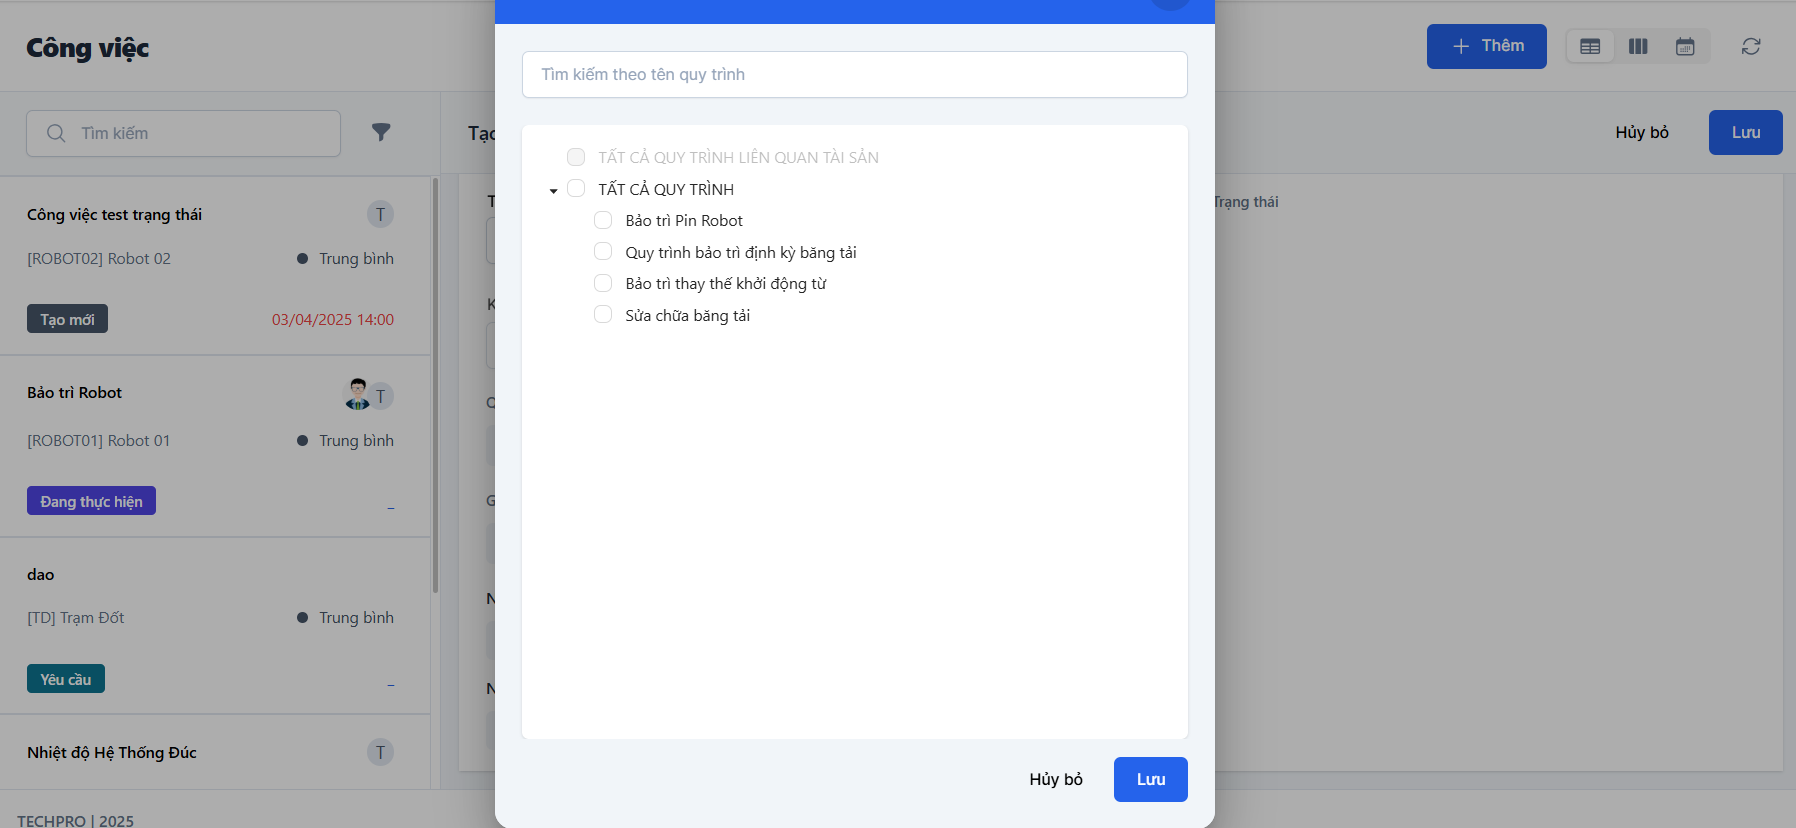 Công việc
Thêm
Tìm kiếm
Công việc test trạng thái
T
[ROBOT02] Robot 02
Trung bình
Tạo mới
03/04/2025 14:00
Bảo trì Robot
T
[ROBOT01] Robot 01
Trung bình
Đang thực hiện
–
dao
[TD] Trạm Đốt
Trung bình
Yêu cầu
–
Nhiệt độ Hệ Thống Đúc
T
TECHPRO | 2025
Hủy bỏ
Lưu
Trạng thái
Tìm kiếm theo tên quy trình
TẤT CẢ QUY TRÌNH LIÊN QUAN TÀI SẢN
TẤT CẢ QUY TRÌNH
Bảo trì Pin Robot
Quy trình bảo trì định kỳ băng tải
Bảo trì thay thế khởi động từ
Sửa chữa băng tải
Hủy bỏ
Lưu